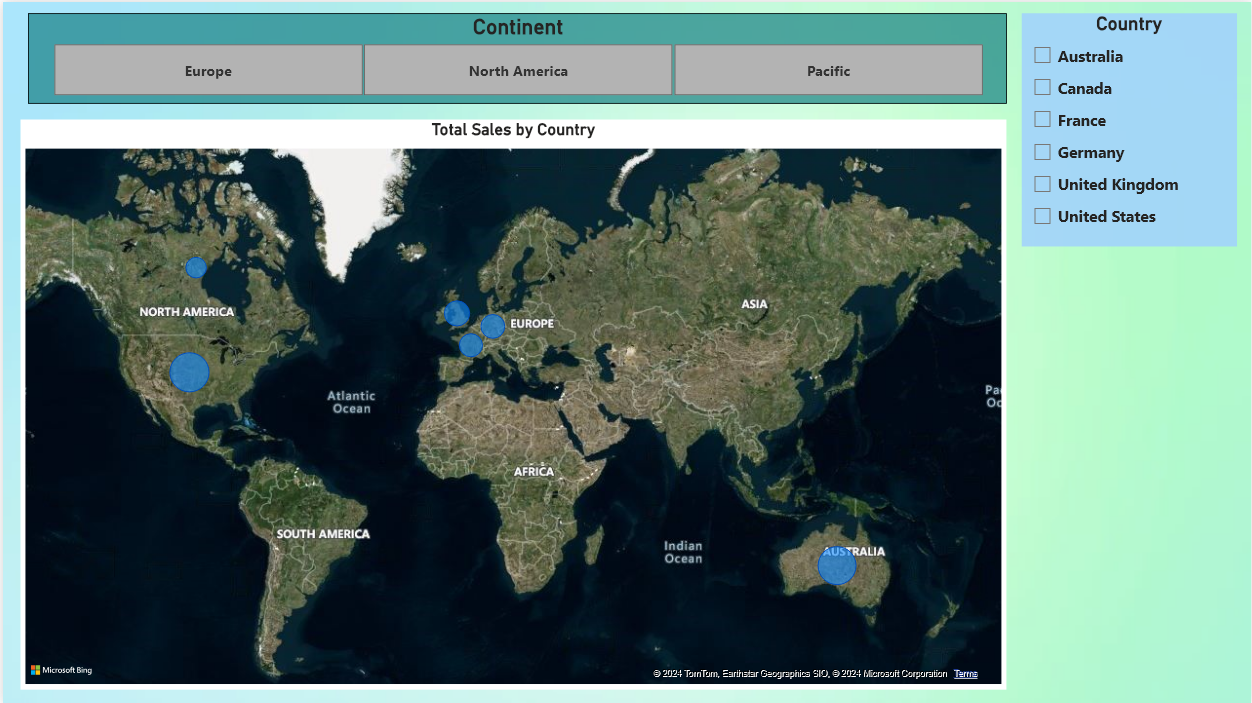 Continent
Europe
North America
Pacific
Country
Australia
Canada
France
Germany
United Kingdom
United States
Total Sales by Country
NORTH AMERICA
EUROPE
ASIA
Atlantic
Ocean
Pac
Oc
AFRICA
SOUTH AMERICA
Indian
Ocean
AUSTRALIA
Microsoft Bing
© 2024 TomTom, Earthstar Geographics SIO, © 2024 Microsoft Corporation Terms